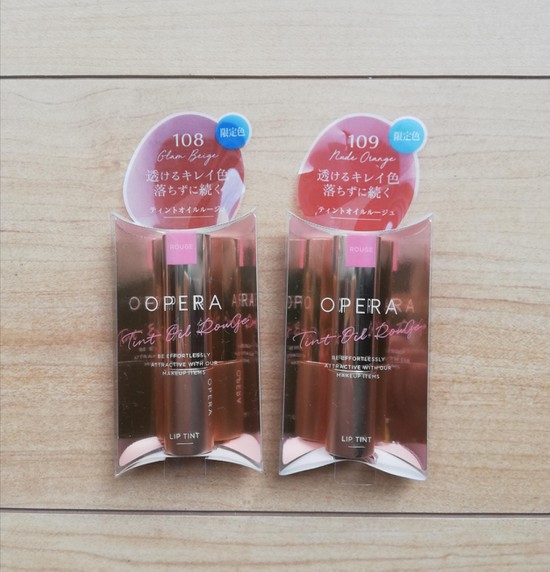 108
Glam Beige
限定色
透けるキレイ色
落ちずに続く
ティントオイルルージュ
ROUGE
OPERA
Tint Oil Rouge
BE EFFORTLESSLY
ATTRACTIVE WITH OUR
MAKEUP ITEMS
OPERA
LIP TINT
109
Nude Orange
限定色
透けるキレイ色
落ちずに続く
ティントオイルルージュ
ROUGE
OPERA
Tint Oil Rouge
BE EFFORTLESSLY
ATTRACTIVE WITH OUR
MAKEUP ITEMS
LIP TINT